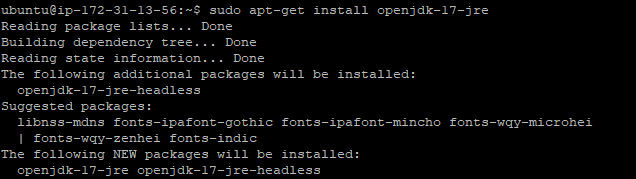 ubuntu@ip-172-31-13-56:~$ sudo apt-get install openjdk-17-jre
Reading package lists... Done
Building dependency tree... Done
Reading state information... Done
The following additional packages will be installed:
  openjdk-17-jre-headless
Suggested packages:
  libnss-mdns fonts-ipafont-gothic fonts-ipafont-mincho fonts-wqy-microhei
  | fonts-wqy-zenhei fonts-indic
The following NEW packages will be installed:
  openjdk-17-jre openjdk-17-jre-headless